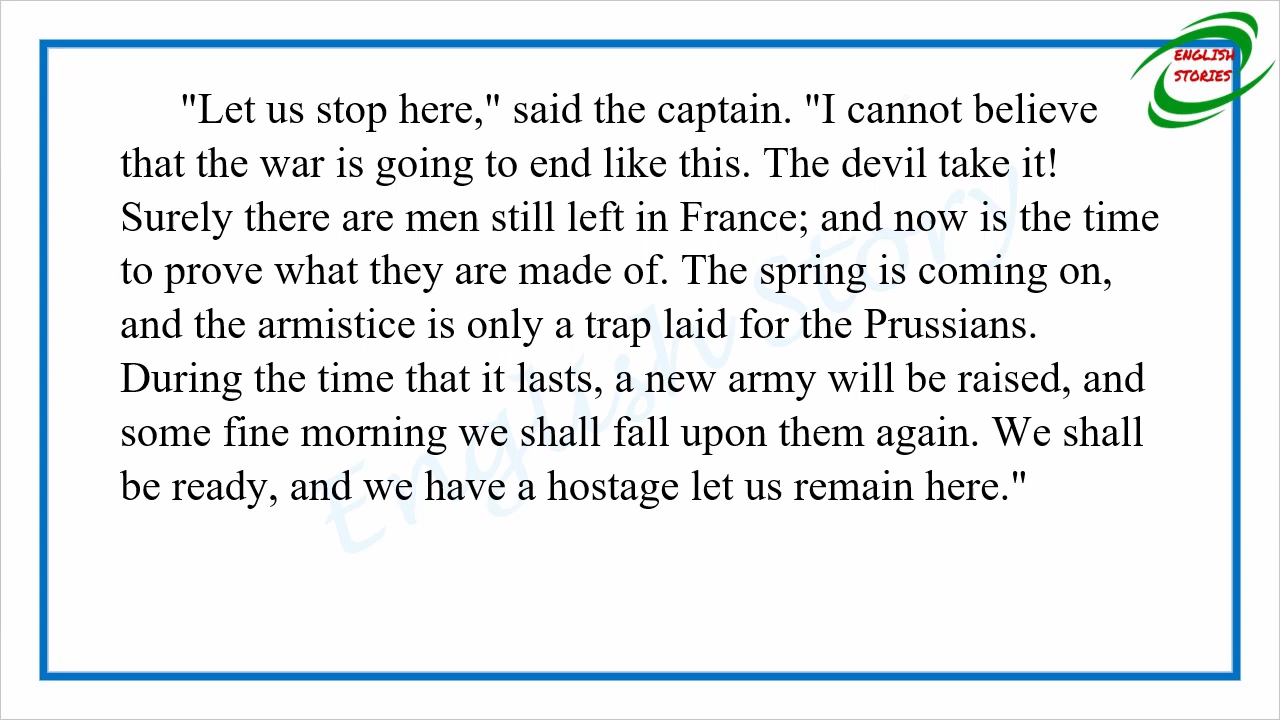 ENGLISH
STORIES
"Let us stop here," said the captain. "I cannot believe
that the war is going to end like this. The devil take it!
Surely there are men still left in France; and now is the time
to prove what they are made of. The spring is coming on,
and the armistice is only a trap laid for the Prussians.
During the time that it lasts, a new army will be raised, and
some fine morning we shall fall upon them again. We shall
be ready, and we have a hostage let us remain here."
English Story